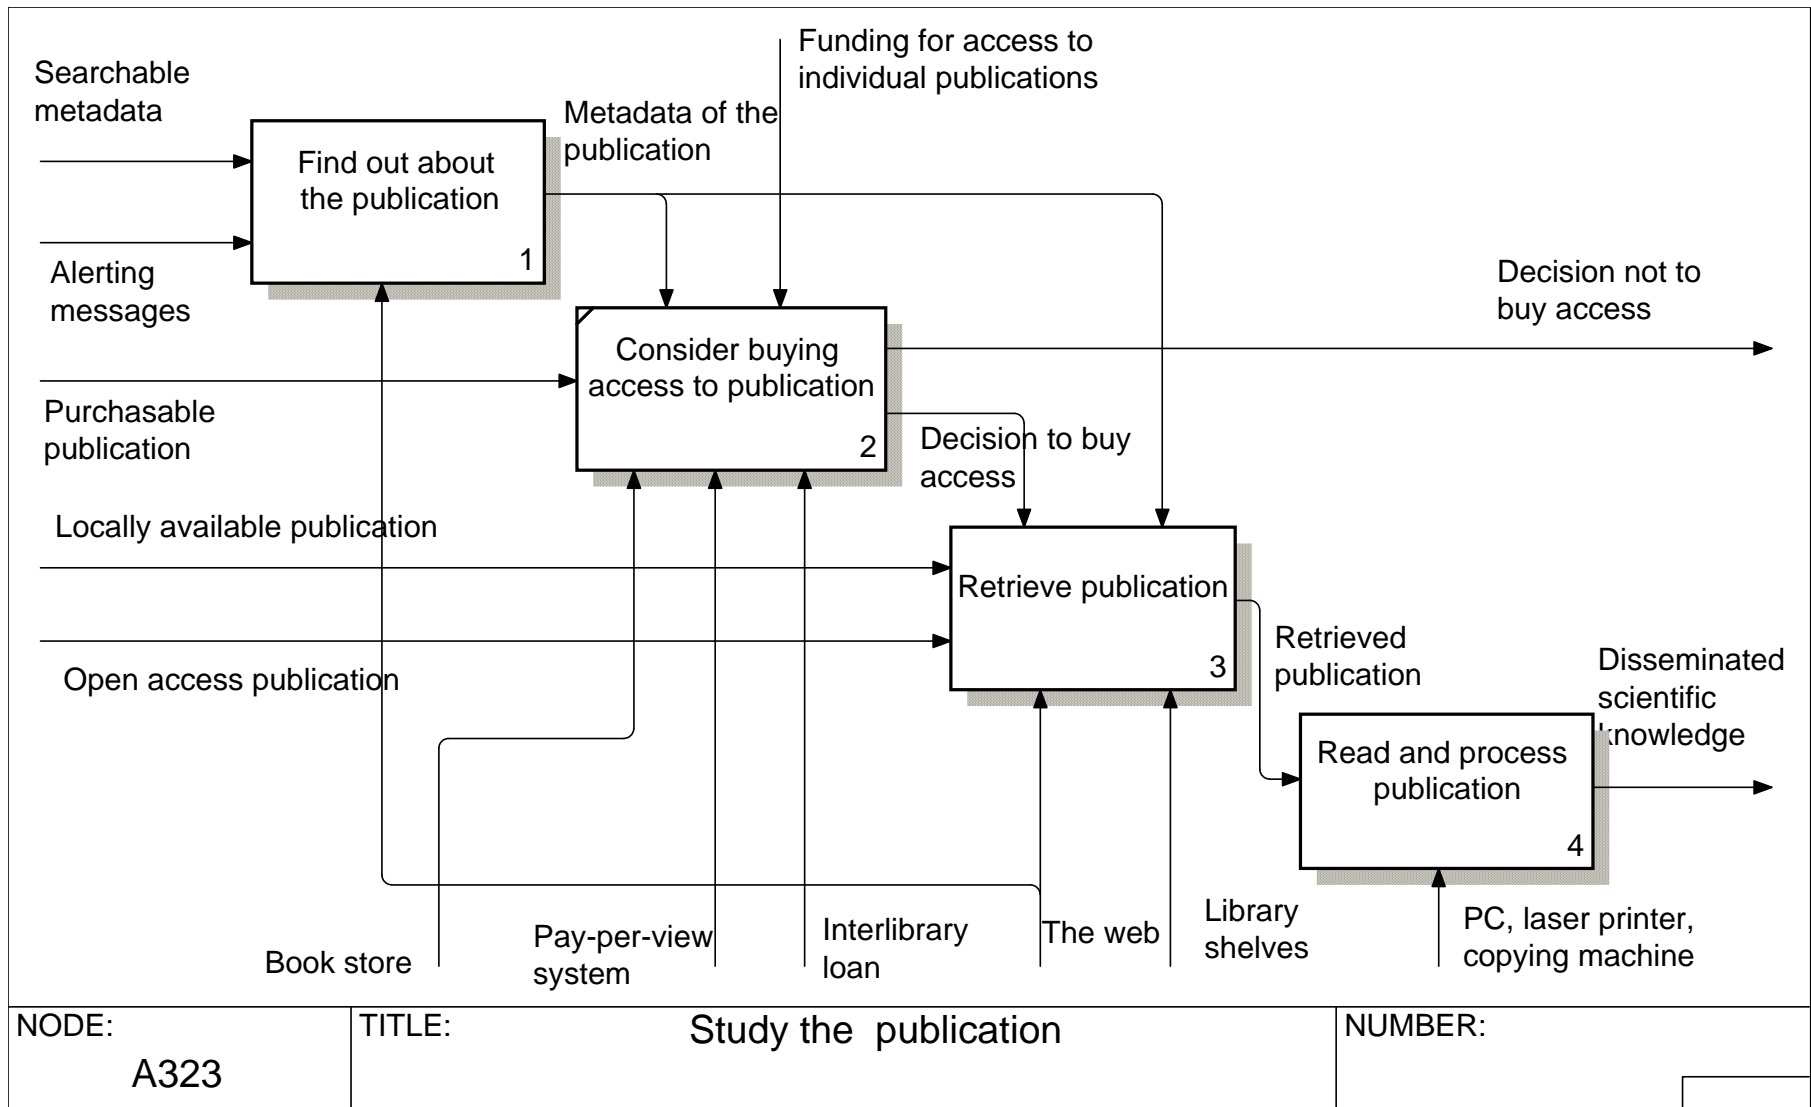 Funding for access to
individual publications
Searchable
metadata
Metadata of the
publication
Find out about
the publication
1
Alerting
messages
Decision not to
buy access
Consider buying
access to publication
2
Purchasable
publication
Decision to buy
access
Locally available publication
Retrieve publication
3
Open access publication
Retrieved
publication
Disseminated
scientific
knowledge
Read and process
publication
4
Book store
Pay-per-view
system
Interlibrary
loan
The web
Library
shelves
PC, laser printer,
copying machine
NODE:
A323
TITLE:
Study the  publication
NUMBER: